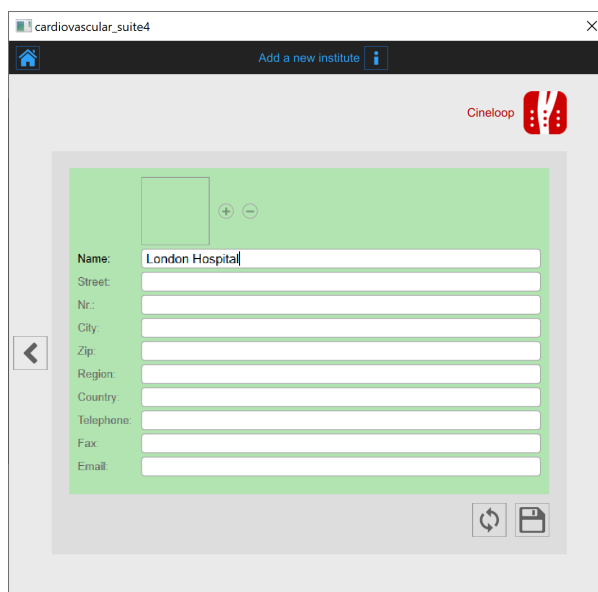 cardiovascular_suite4
Add a new institute
Cineloop
Name: London Hospital
Street:
Nr.:
City:
Zip:
Region:
Country:
Telephone:
Fax:
Email: